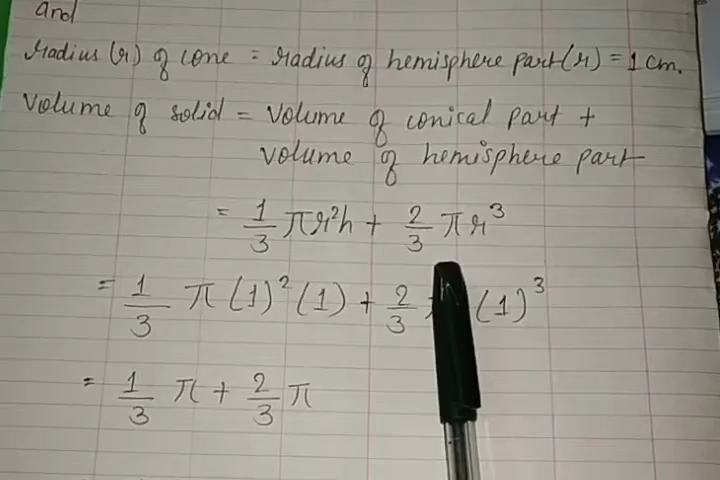 and
Radius (r) of cone = radius of hemisphere part (r) = 1 cm.
Volume of solid = Volume of conical part +
volume of hemisphere part
= 1/3 πr²h + 2/3 πr³
= 1/3 π (1)² (1) + 2/3 (1)³
= 1/3 π + 2/3 π